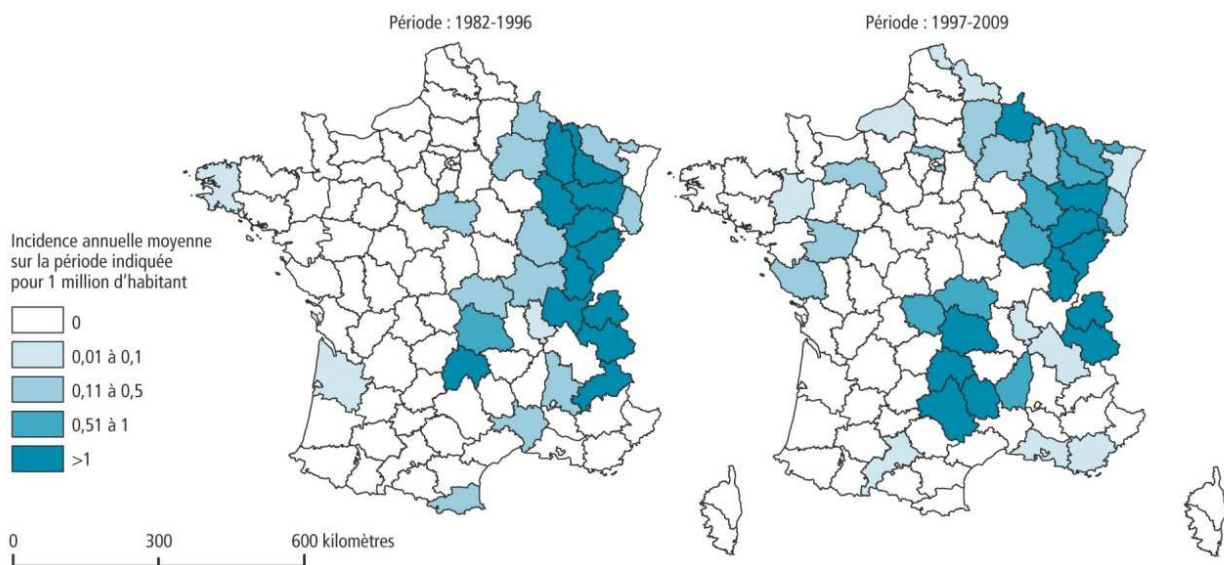 Période : 1982-1996
Période : 1997-2009
Incidence annuelle moyenne
sur la période indiquée
pour 1 million d’habitant
0
0,01 à 0,1
0,11 à 0,5
0,51 à 1
>1
0 300 600 kilomètres